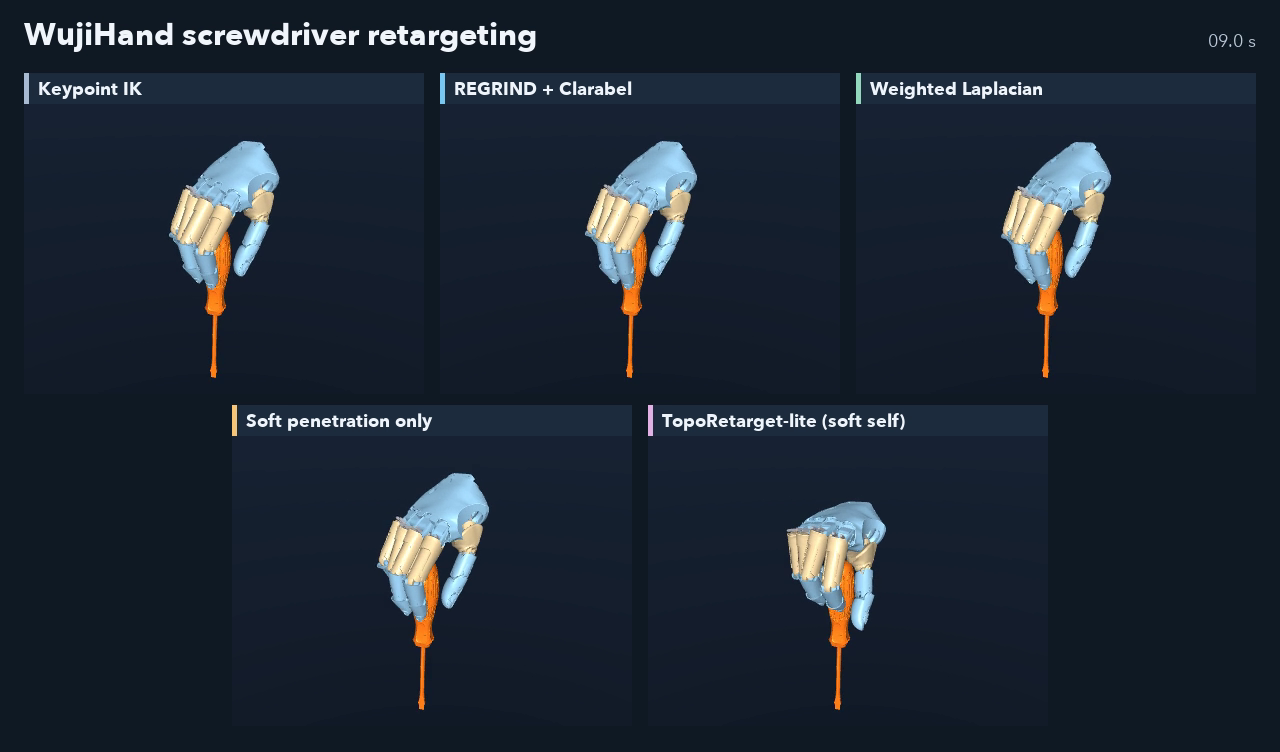 WujiHand screwdriver retargeting
09.0 s
Keypoint IK
REGRIND + Clarabel
Weighted Laplacian
Soft penetration only
TopoRetarget-lite (soft self)